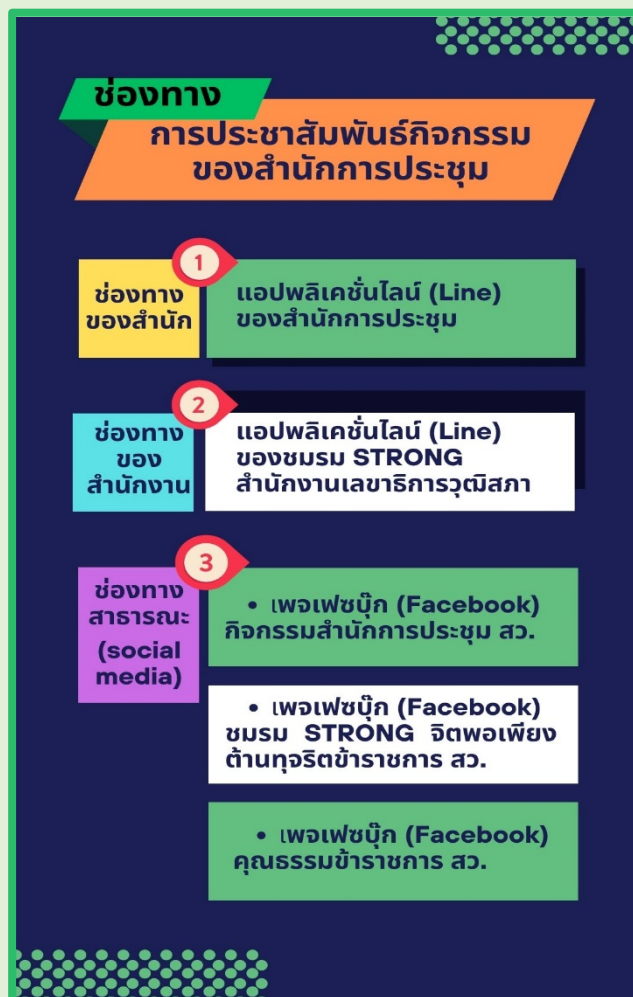 ช่องทาง
การประชาสัมพันธ์กิจกรรม
ของสำนักการประชุม
1
ช่องทาง
ของสำนัก
แอปพลิเคชั่นไลน์ (Line)
ของสำนักการประชุม
2
ช่องทาง
ของ
สำนักงาน
แอปพลิเคชั่นไลน์ (Line)
ของชมรม STRONG
สำนักงานเลขาธิการวุฒิสภา
3
ช่องทาง
สาธารณะ
(social
media)
• เพจเฟซบุ๊ก (Facebook)
กิจกรรมสำนักการประชุม สว.
• เพจเฟซบุ๊ก (Facebook)
ชมรม STRONG จิตพอเพียง
ต้านทุจริตข้าราชการ สว.
• เพจเฟซบุ๊ก (Facebook)
คุณธรรมข้าราชการ สว.